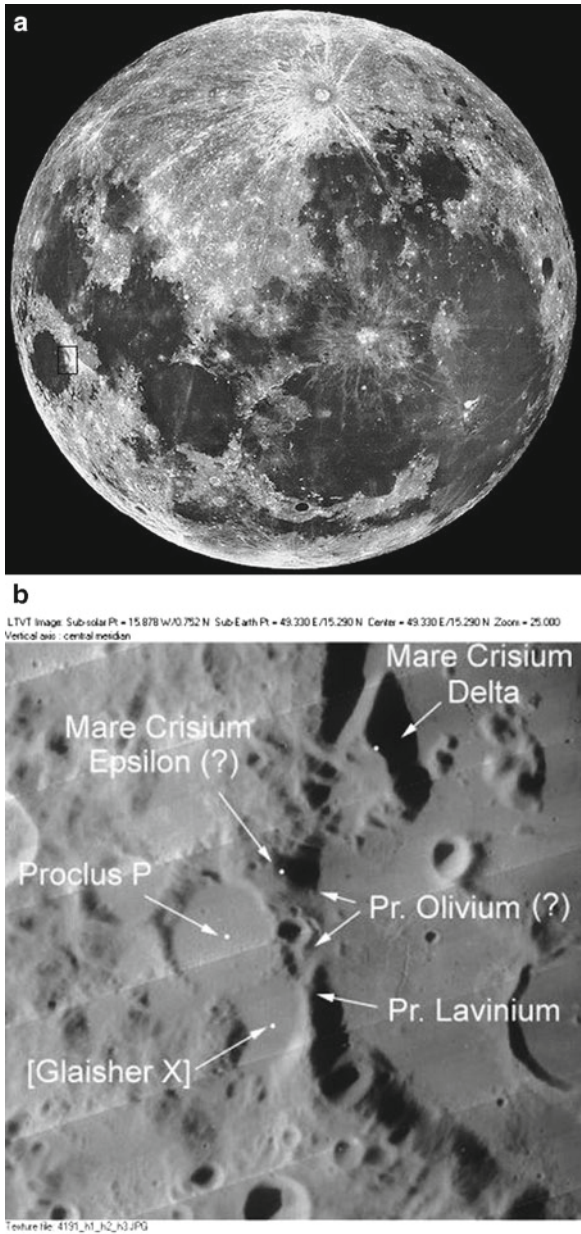 a
b
LTVT Image: Sub-solar Pt = 15.878 W/0.752 N Sub-Earth Pt = 49.330 E/15.290 N Center = 49.330 E/15.290 N Zoom = 25.000
Vertical axis : central meridian
Mare Crisium
Delta
Mare Crisium
Epsilon (?)
Proclus P
Pr. Olivium (?)
Pr. Lavinium
[Glaisher X]
Texture file: 4191_h1_h2_h3.JPG